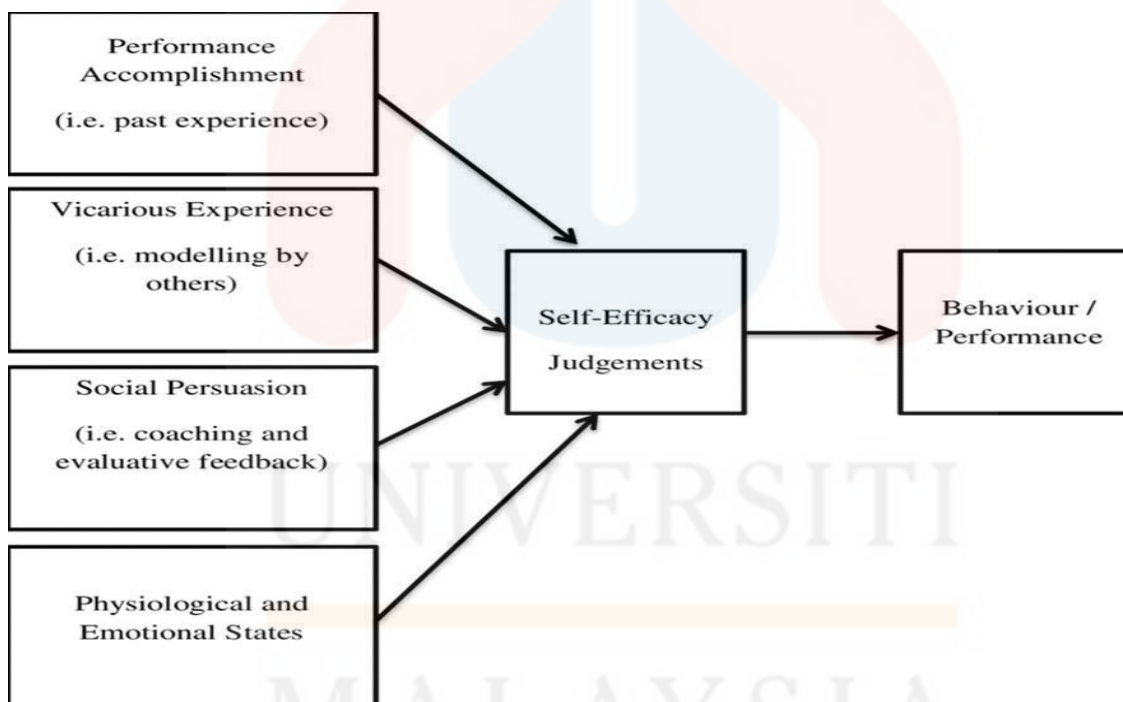 Performance
Accomplishment
(i.e. past experience)
Vicarious Experience
(i.e. modelling by
others)
Social Persuasion
(i.e. coaching and
evaluative feedback)
Physiological and
Emotional States
Self-Efficacy
Judgements
Behaviour /
Performance
UNIVERSITI
MALAYSIA